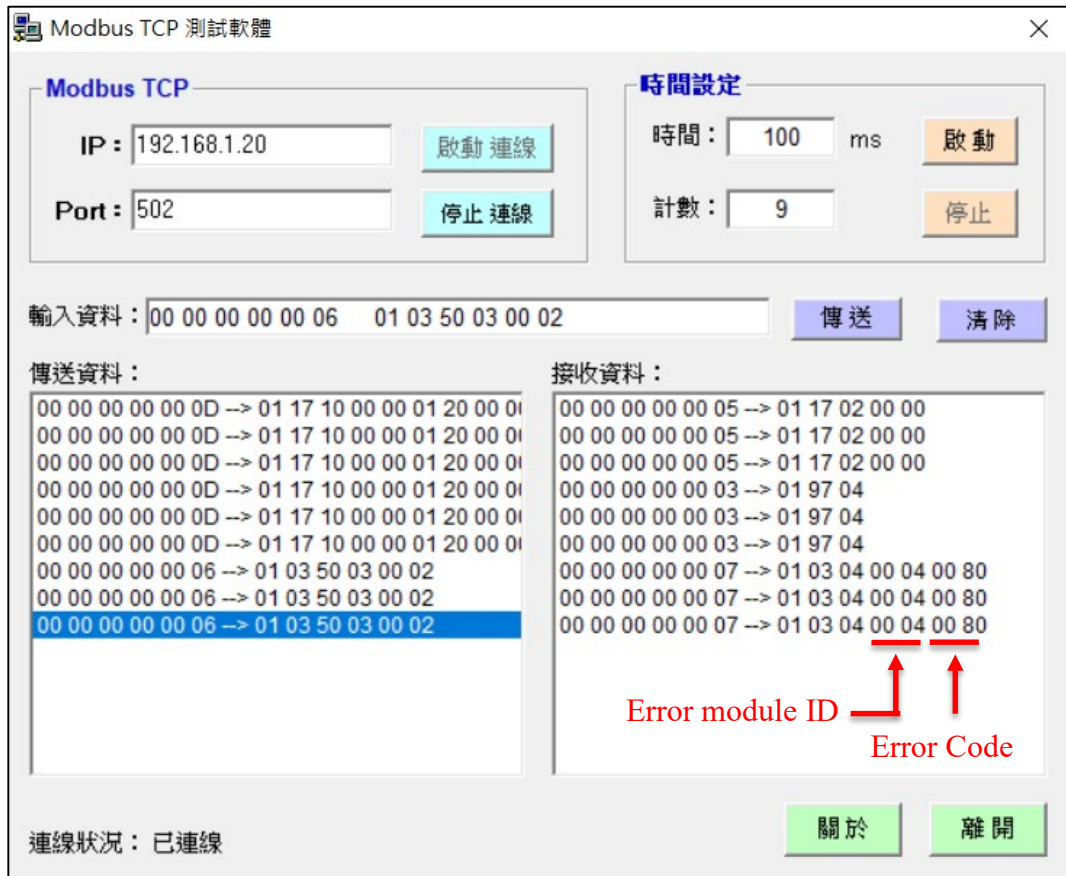 Modbus TCP 測試軟體
Modbus TCP
IP：
192.168.1.20
啟動 連線
Port：
502
停止 連線
時間設定
時間：
100
ms
啟 動
計數：
9
停止
輸入資料：
00 00 00 00 00 06 01 03 50 03 00 02
傳 送
清 除
傳送資料：
00 00 00 00 00 0D --> 01 17 10 00 00 01 20 00 0
00 00 00 00 00 0D --> 01 17 10 00 00 01 20 00 0
00 00 00 00 00 0D --> 01 17 10 00 00 01 20 00 0
00 00 00 00 00 0D --> 01 17 10 00 00 01 20 00 0
00 00 00 00 00 0D --> 01 17 10 00 00 01 20 00 0
00 00 00 00 00 0D --> 01 17 10 00 00 01 20 00 0
00 00 00 00 00 06 --> 01 03 50 03 00 02
00 00 00 00 00 06 --> 01 03 50 03 00 02
00 00 00 00 00 06 --> 01 03 50 03 00 02
接收資料：
00 00 00 00 00 05 --> 01 17 02 00 00
00 00 00 00 00 05 --> 01 17 02 00 00
00 00 00 00 00 05 --> 01 17 02 00 00
00 00 00 00 00 03 --> 01 97 04
00 00 00 00 00 03 --> 01 97 04
00 00 00 00 00 03 --> 01 97 04
00 00 00 00 00 07 --> 01 03 04 00 04 00 80
00 00 00 00 00 07 --> 01 03 04 00 04 00 80
00 00 00 00 00 07 --> 01 03 04 00 04 00 80
Error module ID
Error Code
連線狀況： 已連線
關 於
離 開